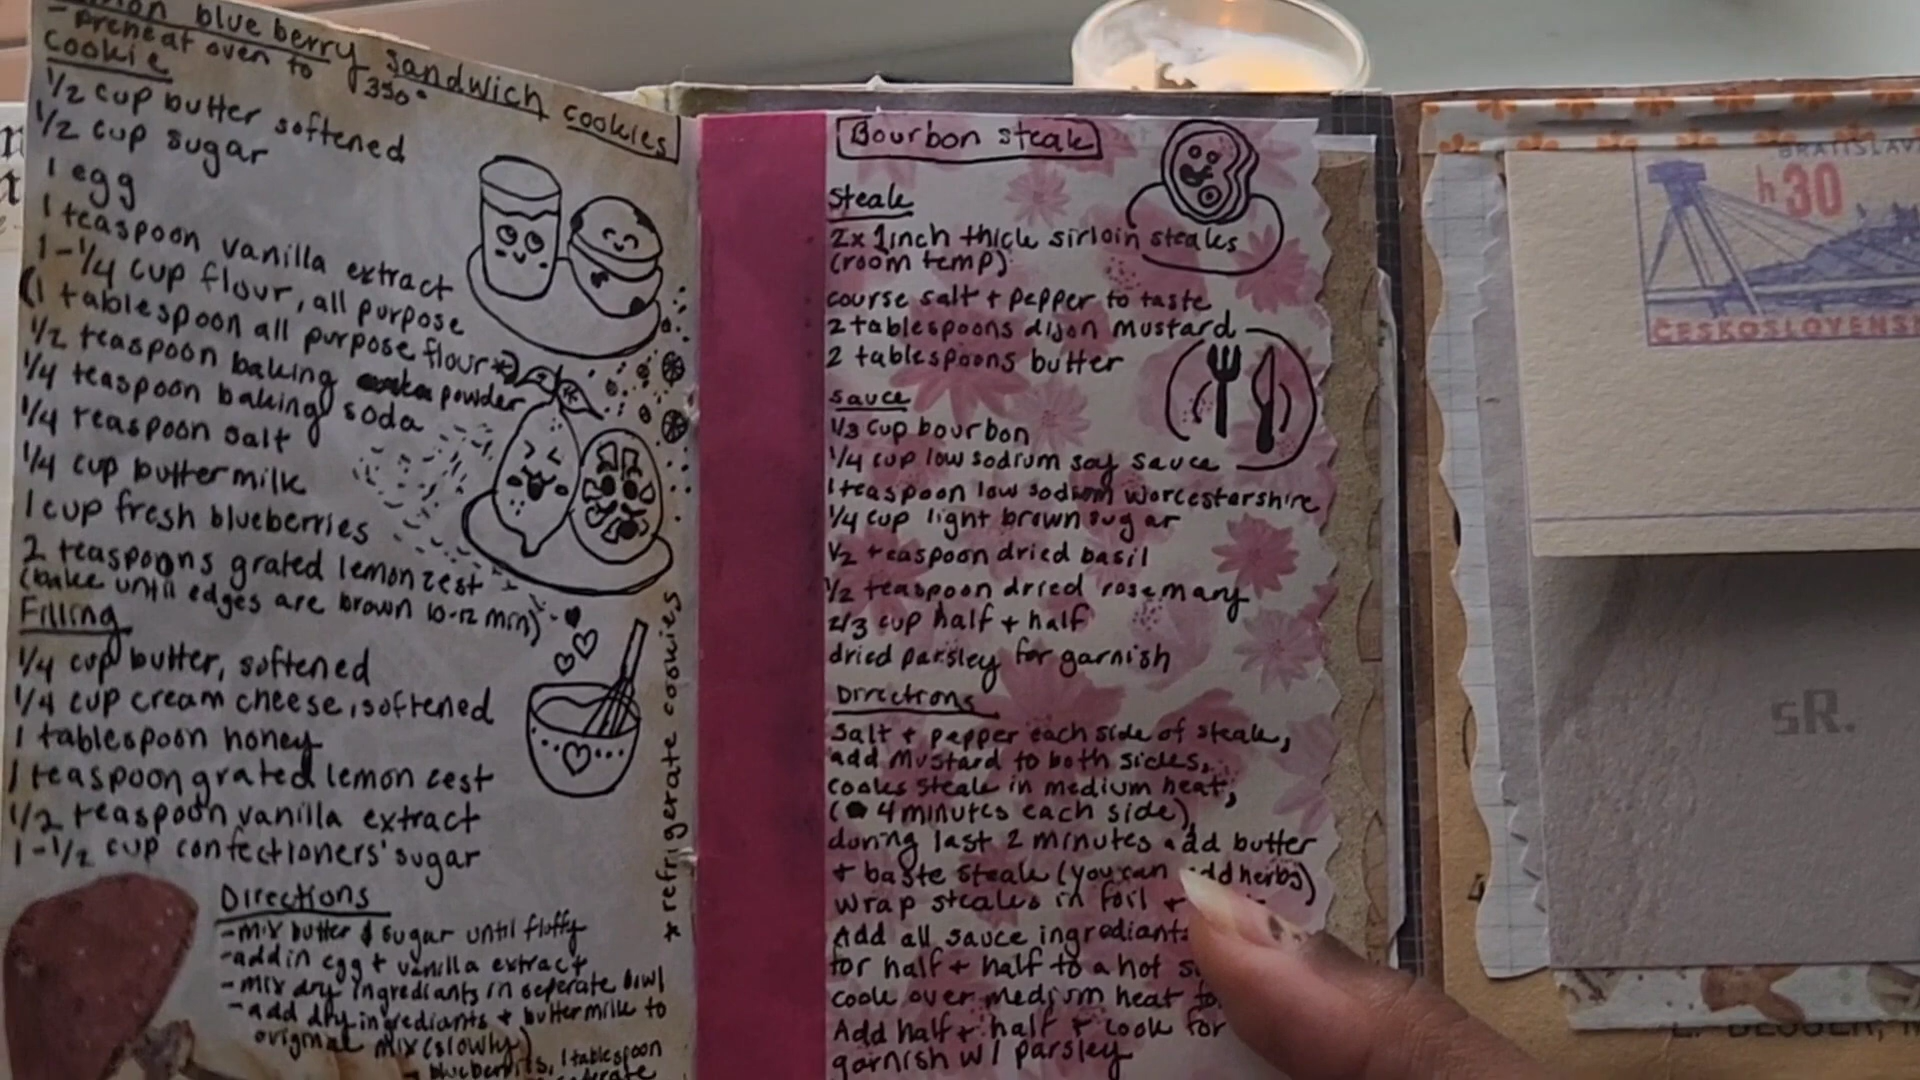 blueberry sandwich cookies
- preheat oven to 350°
cookie
1/2 cup butter softened
1/2 cup sugar
1 egg
1 teaspoon vanilla extract
1-1/4 cup flour, all purpose
(1 tablespoon all purpose flour*)
1/2 teaspoon baking powder
1/4 teaspoon baking soda
1/4 teaspoon salt
1/4 cup buttermilk
1 cup fresh blueberries
2 teaspoons grated lemon zest
(bake until edges are brown 10-12 min)
Filling
1/4 cup butter, softened
1/4 cup cream cheese, softened
1 tablespoon honey
1 teaspoon grated lemon zest
1/2 teaspoon vanilla extract
1-1/2 cup confectioners' sugar
Directions
-mix butter & sugar until fluffy
-add in egg + vanilla extract
-mix dry ingrediants in seperate bowl
-add dry ingrediants + buttermilk to
original mix (slowly)
blueberries, 1 tablespoon
* refrigerate cookies
Bourbon steak
Steak
2x 1inch thick sirloin steaks
(room temp)
course salt + pepper to taste
2 tablespoons dijon mustard
2 tablespoons butter
sauce
1/3 cup bourbon
1/4 cup low sodium soy sauce
1 teaspoon low sodium worcestarshire
1/4 cup light brown sugar
1/2 teaspoon dried basil
1/2 teaspoon dried rosemary
2/3 cup half + half
dried parsley for garnish
Directions
Salt + pepper each side of steak,
add mustard to both sides,
cooks steak in medium heat,
(4 minutes each side),
during last 2 minutes add butter
+ baste steak (you can add herbs)
wrap steaks in foil +
Add all sauce ingrediants
for half + half to a hot
cook over medium heat
Add half + half + cook for
garnish w/ parsley
BRATISLAVA
h30
ČESKOSLOVENS
SR.